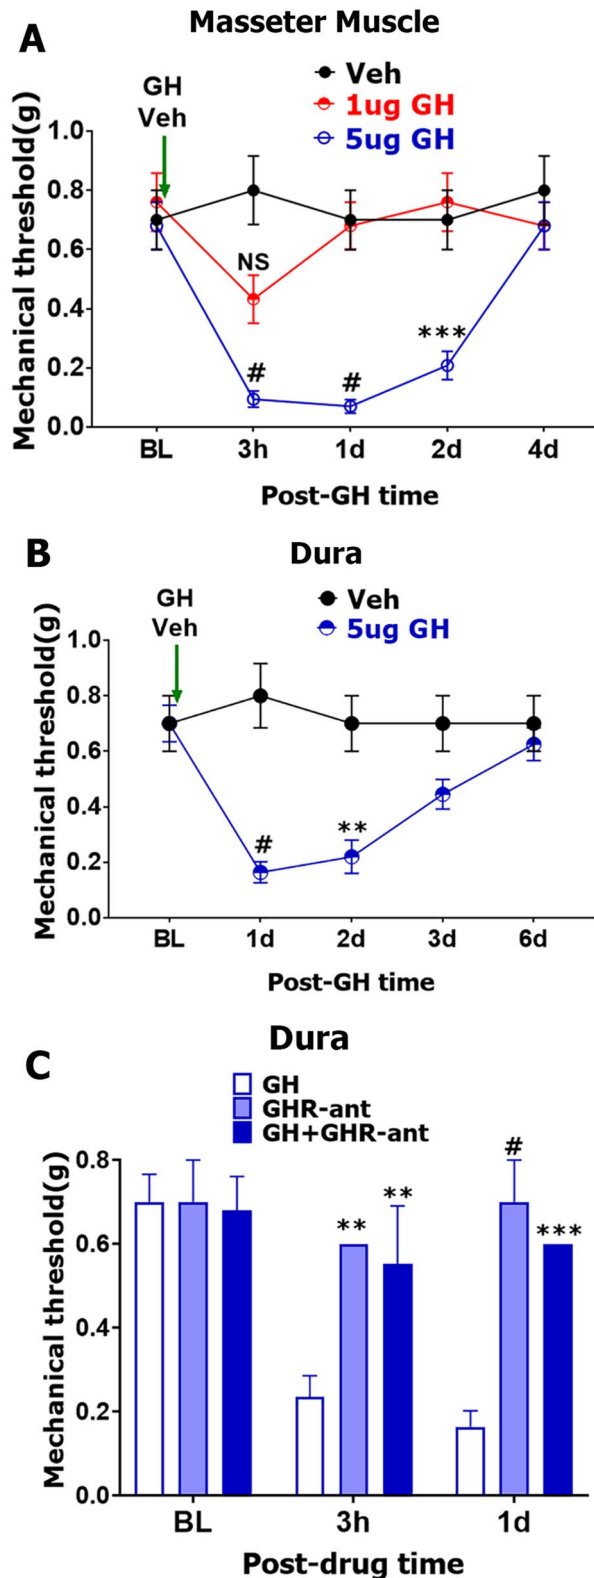 A
Masseter Muscle
GH
Veh
Veh
1ug GH
5ug GH
Mechanical threshold(g)
1.0
0.8
0.6
0.4
0.2
0.0
NS
#
#
***
BL 3h 1d 2d 4d
Post-GH time
B
Dura
GH
Veh
Veh
5ug GH
Mechanical threshold(g)
1.0
0.8
0.6
0.4
0.2
0.0
#
**
BL 1d 2d 3d 6d
Post-GH time
Dura
C
GH
GHR-ant
GH+GHR-ant
Mechanical threshold(g)
0.8
0.6
0.4
0.2
0.0
**
**
#
***
BL 3h 1d
Post-drug time